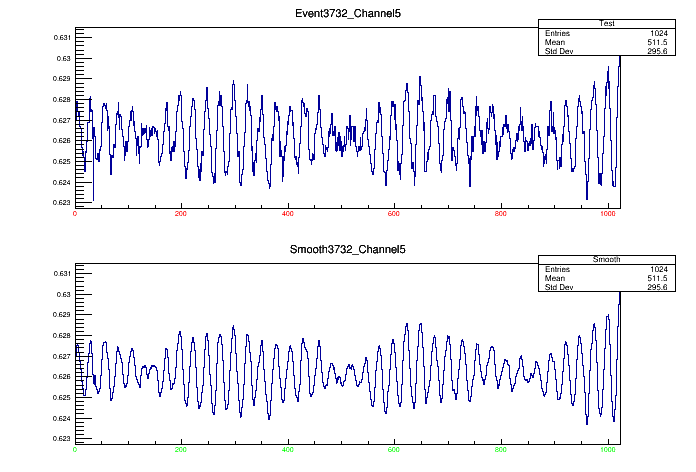 Event3732_Channel5
Test
Entries 1024
Mean 511.5
Std Dev 295.6
0.631
0.63
0.629
0.628
0.627
0.626
0.625
0.624
0.623
0 200 400 600 800 1000
Smooth3732_Channel5
Smooth
Entries 1024
Mean 511.5
Std Dev 295.6
0.631
0.63
0.629
0.628
0.627
0.626
0.625
0.624
0.623
0 200 400 600 800 1000